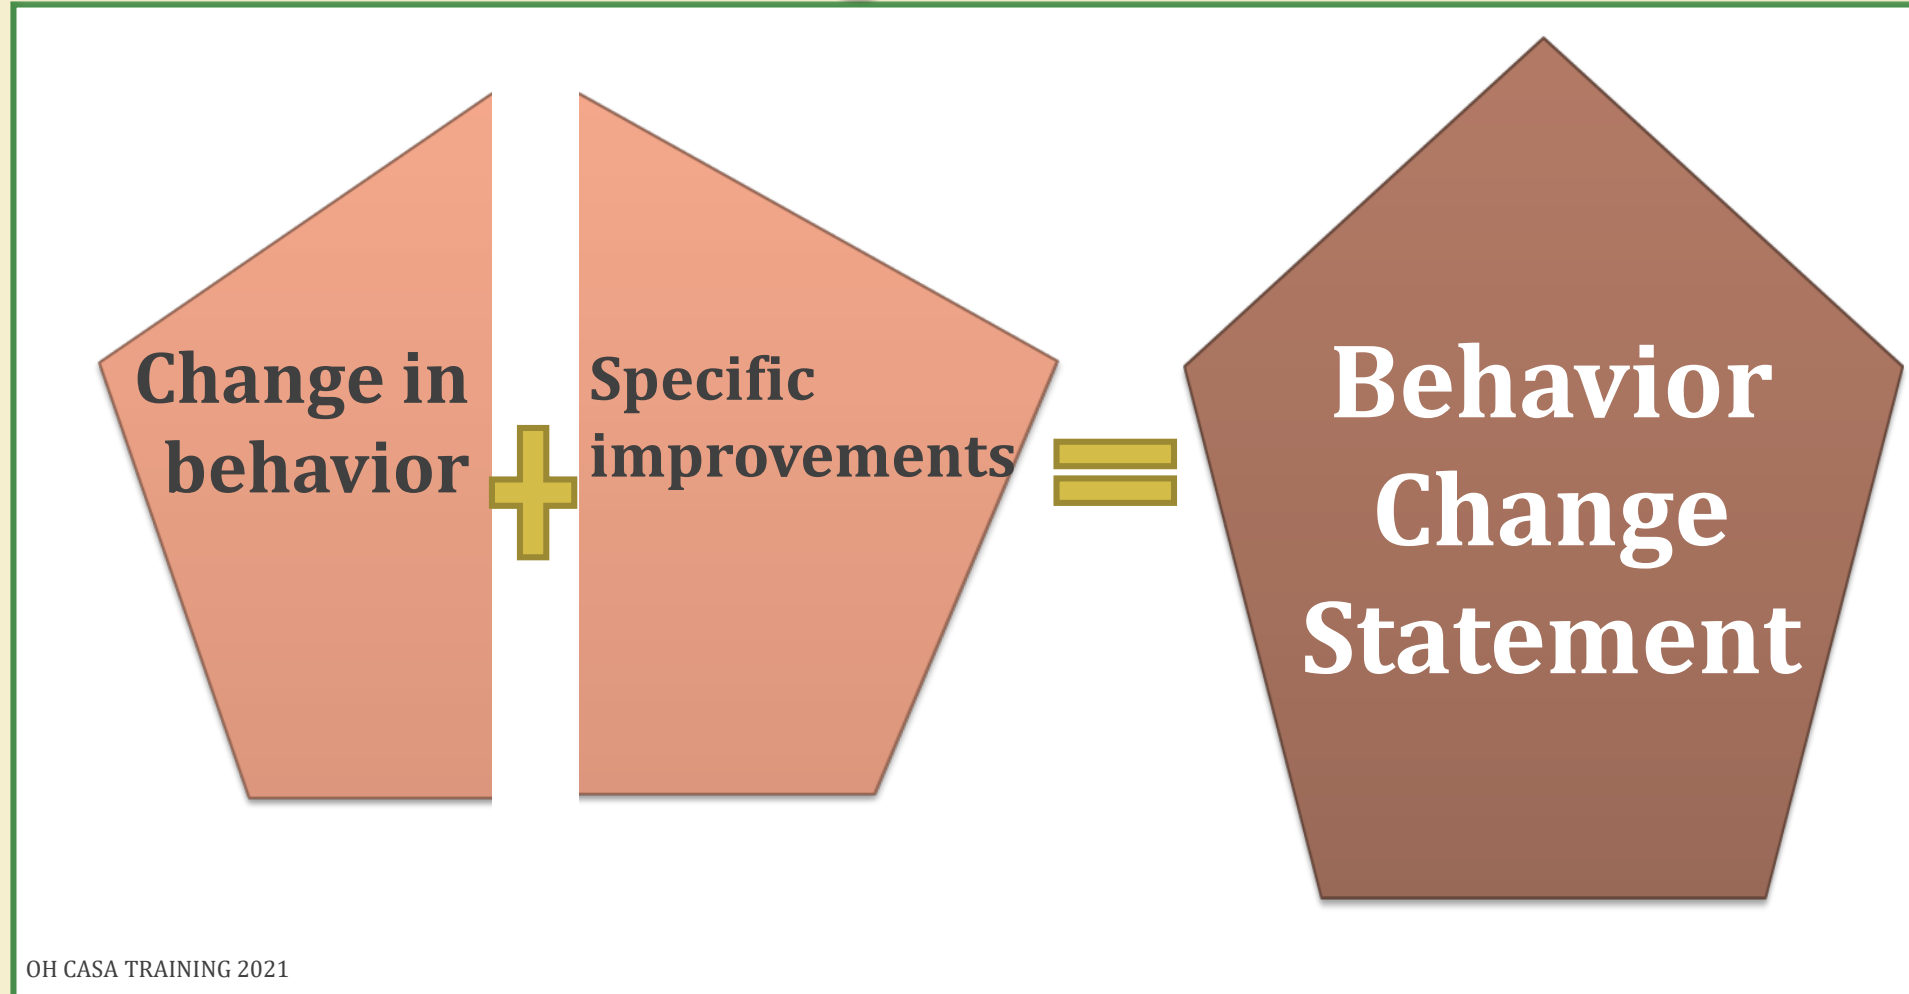 Change in
behavior
Specific
improvements
Behavior
Change
Statement
OH CASA TRAINING 2021